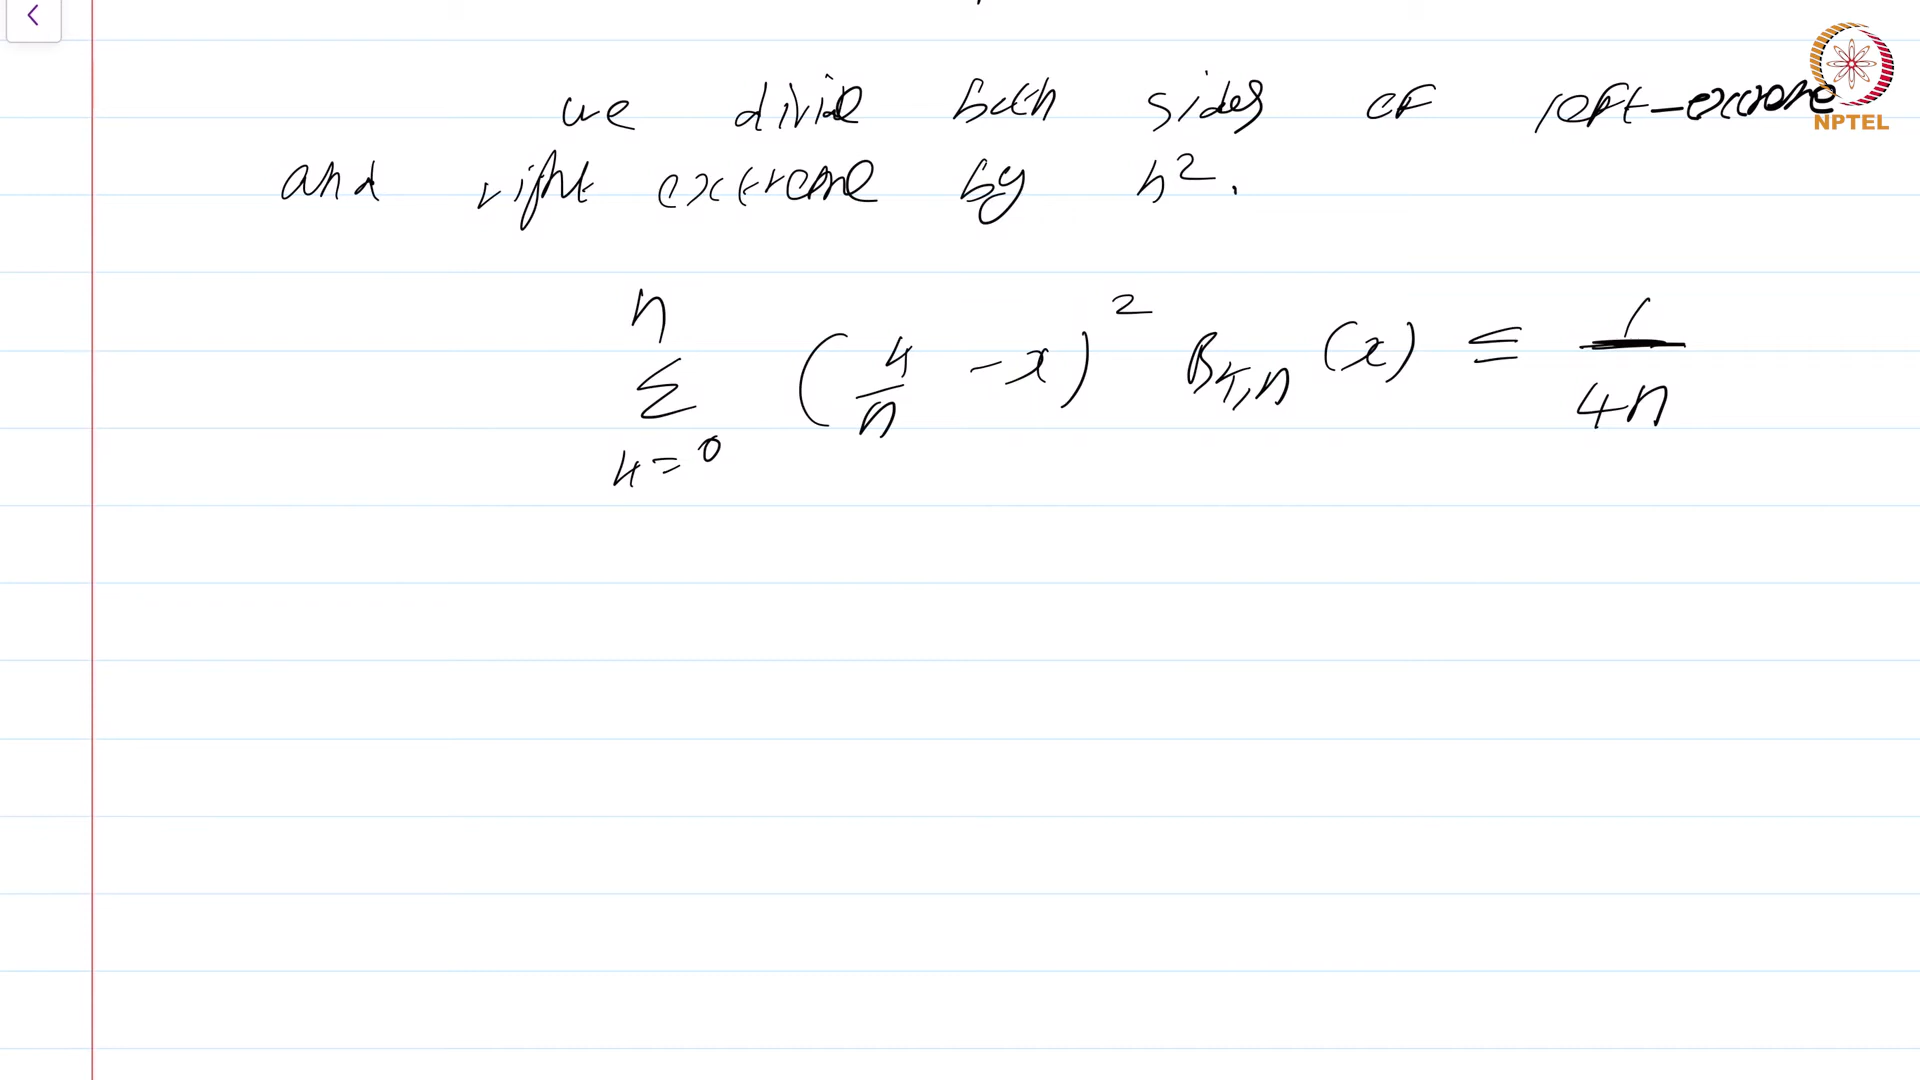 we divide both sides of left-extreme
and right extreme by n².
n
Σ (k/n - x)² B_{k,n} (x) ≤ 1/4n
k=0
NPTEL